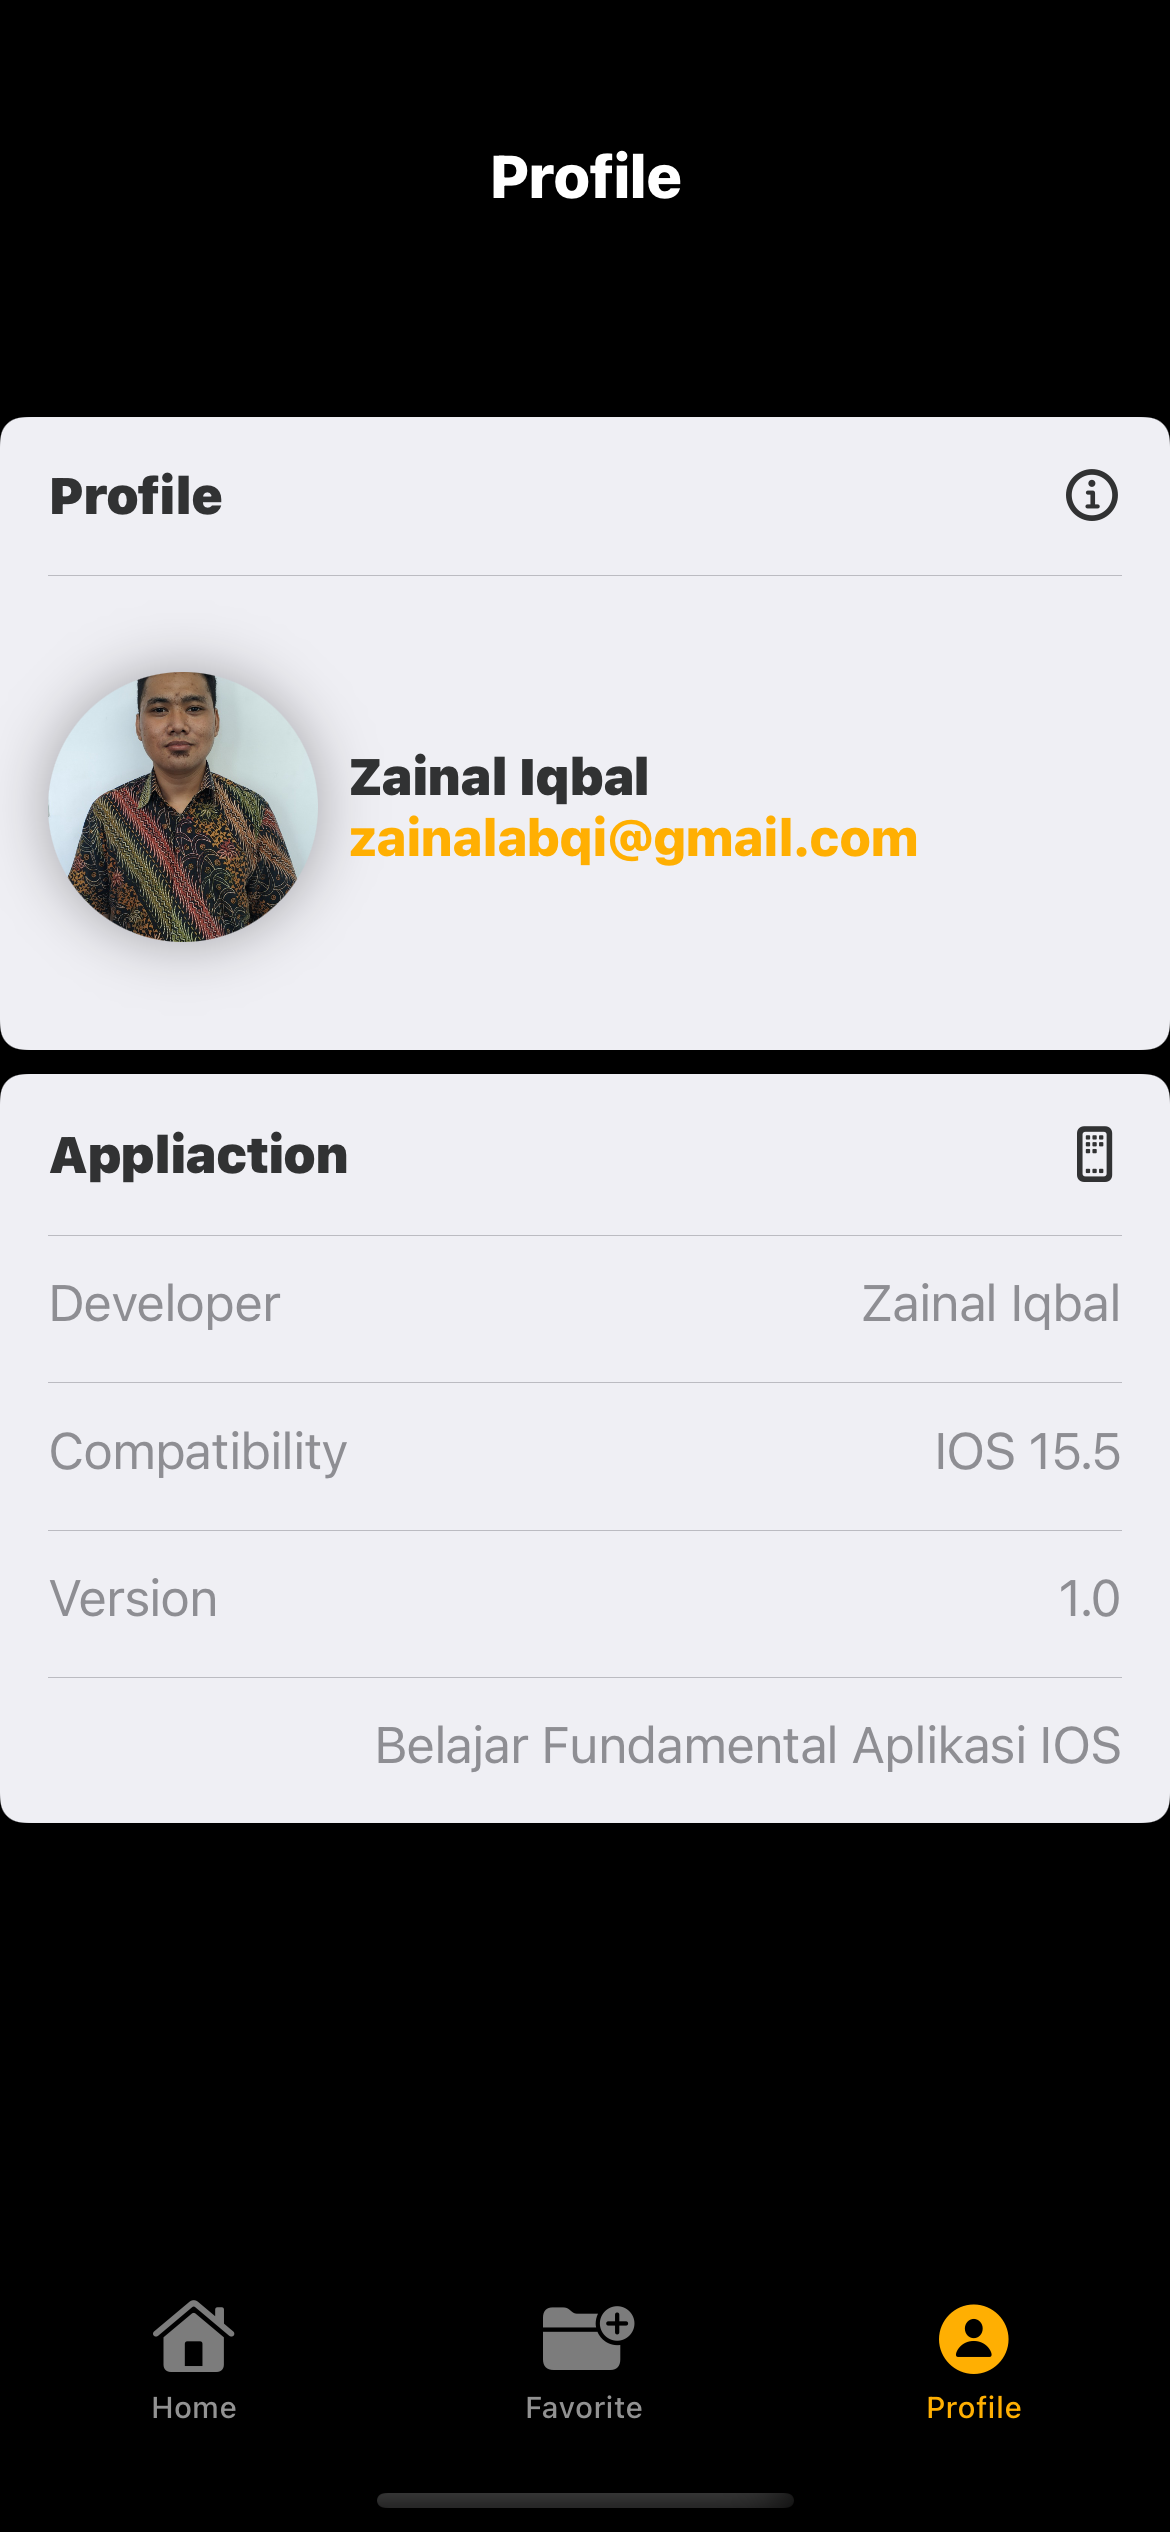 Profile
Profile
Zainal Iqbal
zainalabqi@gmail.com
Appliaction
Developer Zainal Iqbal
Compatibility IOS 15.5
Version 1.0
Belajar Fundamental Aplikasi IOS
Home Favorite Profile